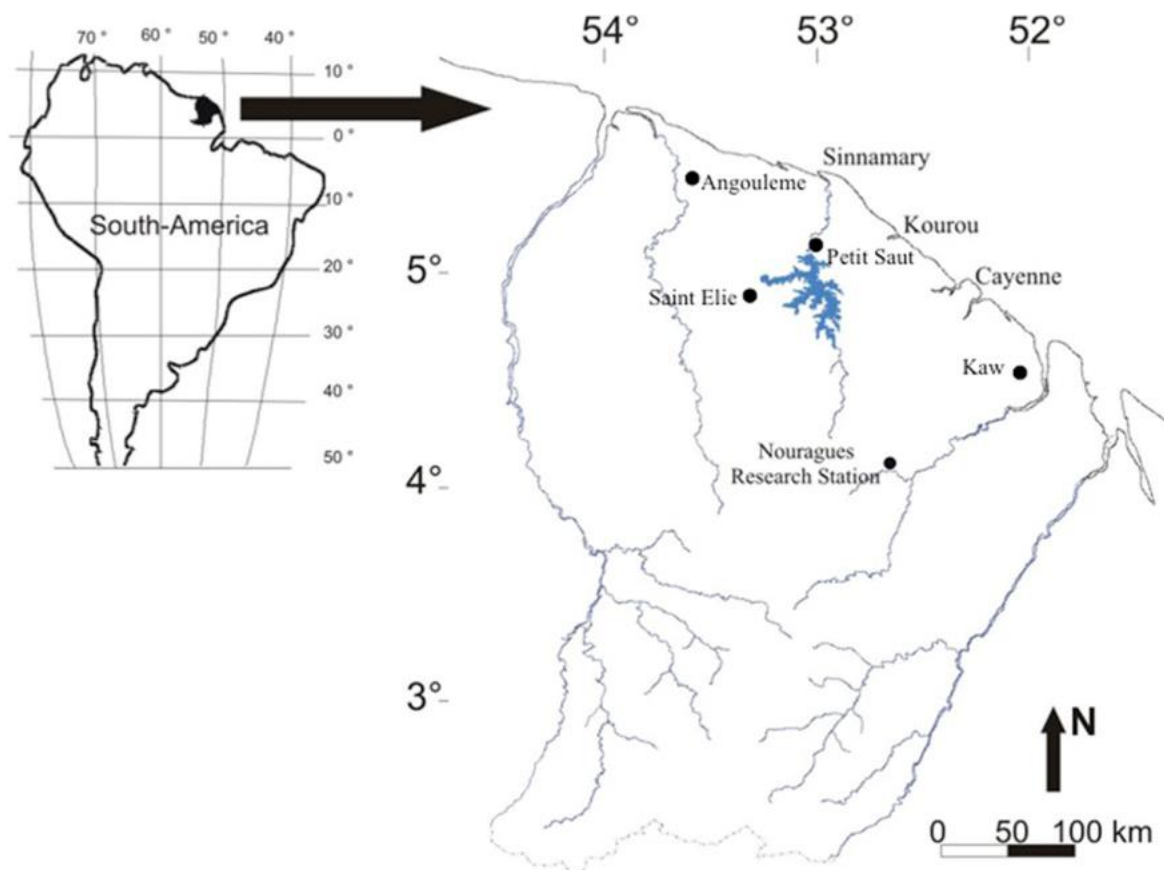 70° 60° 50° 40°
10°
0°
10°
20°
30°
40°
50°
South-America
54° 53° 52°
Sinnamary
Angouleme
Kourou
Petit Saut
5°
Cayenne
Saint Elie
Kaw
Nouragues
Research Station
4°
3°
N
0 50 100 km